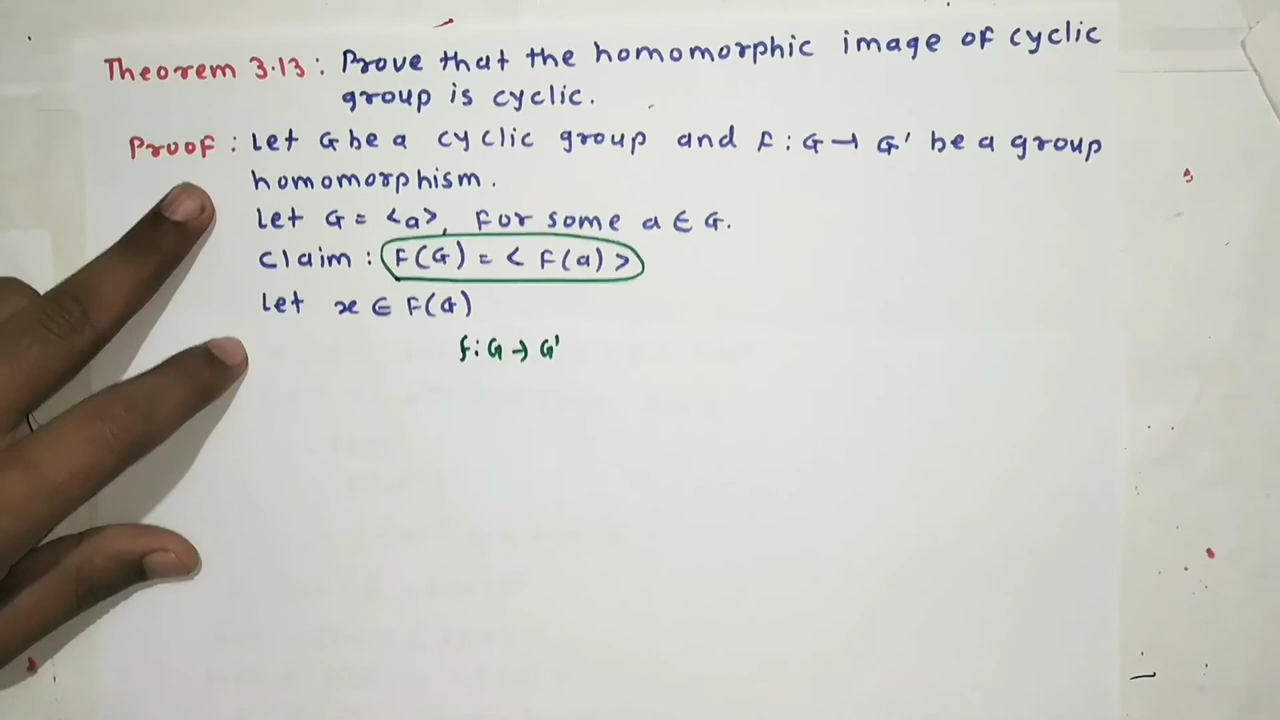 Theorem 3.13 : Prove that the homomorphic image of cyclic
group is cyclic.
Proof : Let G be a cyclic group and f : G → G' be a group
homomorphism.
Let G = <a>, for some a ∈ G.
Claim : f(G) = < f(a) >
Let x ∈ f(G)
f : G → G'